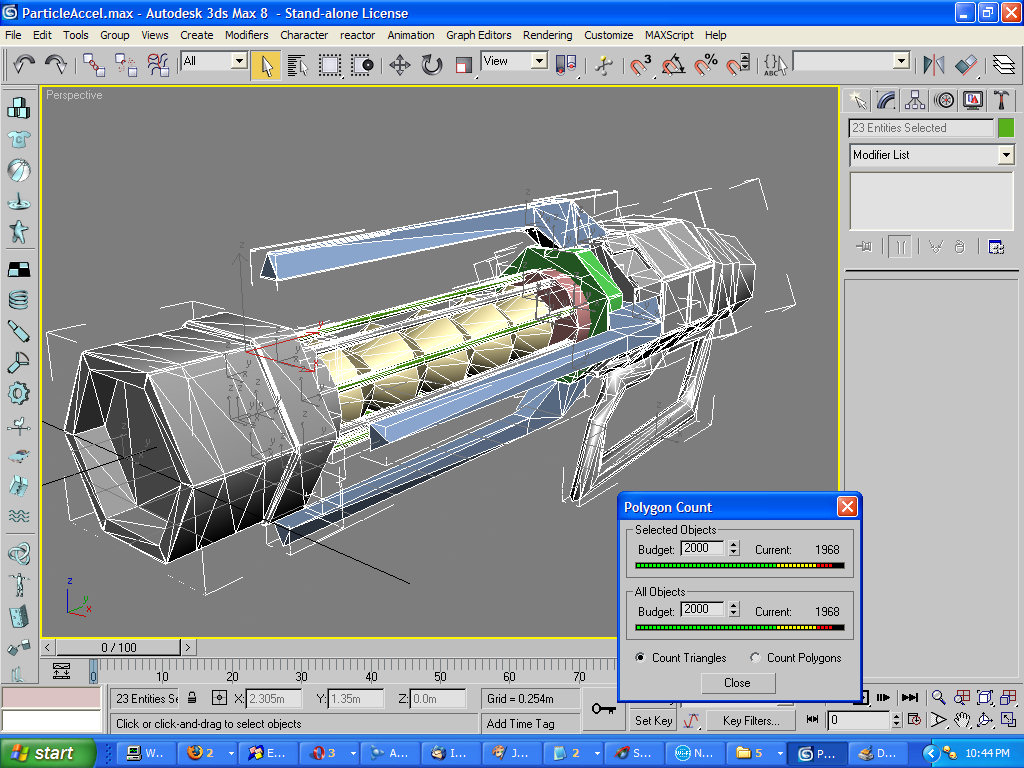 ParticleAccel.max - Autodesk 3ds Max 8 - Stand-alone License
File Edit Tools Group Views Create Modifiers Character reactor Animation Graph Editors Rendering Customize MAXScript Help
All View 3 % ABC
Perspective
23 Entities Selected
Modifier List
Polygon Count
Selected Objects
Budget: 2000 Current: 1968
All Objects
Budget: 2000 Current: 1968
Count Triangles Count Polygons
Close
z
y
x
< 0 / 100 >
0 10 20 30 40 50 60 70
23 Entities Se X: 2.305m Y: 1.35m Z: 0.0m Grid = 0.254m
Click or click-and-drag to select objects Add Time Tag Set Key Key Filters... 0
start W... 2 E... 3 A... I... J... 2 S... N... 5 P... D... 10:44 PM